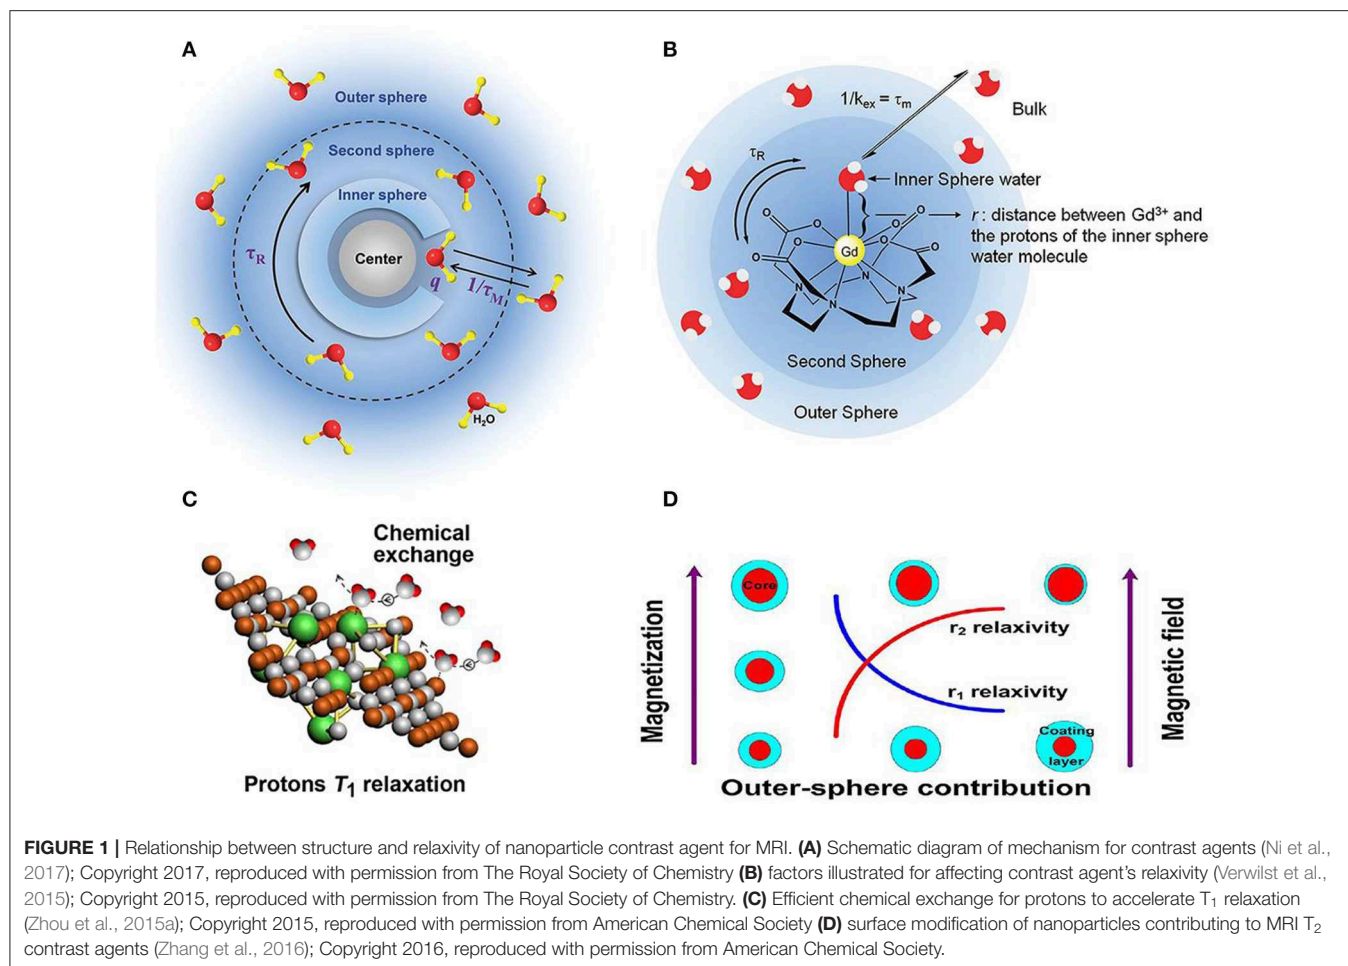 A
Outer sphere
Second sphere
Inner sphere
τR
Center
q
1/τM
H2O
B
1/kex = τm
Bulk
τR
Inner Sphere water
r : distance between Gd3+ and
the protons of the inner sphere
water molecule
O
O
O
O
O
O
O
O
Gd
N
N
N
N
Second Sphere
Outer Sphere
C
Chemical
exchange
Protons T1 relaxation
D
Magnetization
Core
r2 relaxivity
r1 relaxivity
Coating
layer
Magnetic field
Outer-sphere contribution
FIGURE 1 | Relationship between structure and relaxivity of nanoparticle contrast agent for MRI. (A) Schematic diagram of mechanism for contrast agents (Ni et al.,
2017); Copyright 2017, reproduced with permission from The Royal Society of Chemistry (B) factors illustrated for affecting contrast agent's relaxivity (Verwilst et al.,
2015); Copyright 2015, reproduced with permission from The Royal Society of Chemistry. (C) Efficient chemical exchange for protons to accelerate T1 relaxation
(Zhou et al., 2015a); Copyright 2015, reproduced with permission from American Chemical Society (D) surface modification of nanoparticles contributing to MRI T2
contrast agents (Zhang et al., 2016); Copyright 2016, reproduced with permission from American Chemical Society.